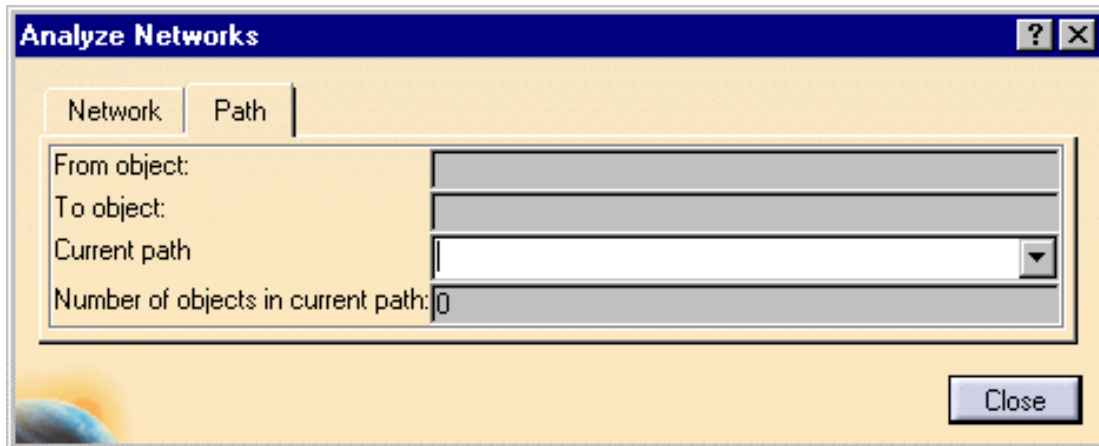 Analyze Networks
Network Path
From object:
To object:
Current path
Number of objects in current path: 0
Close